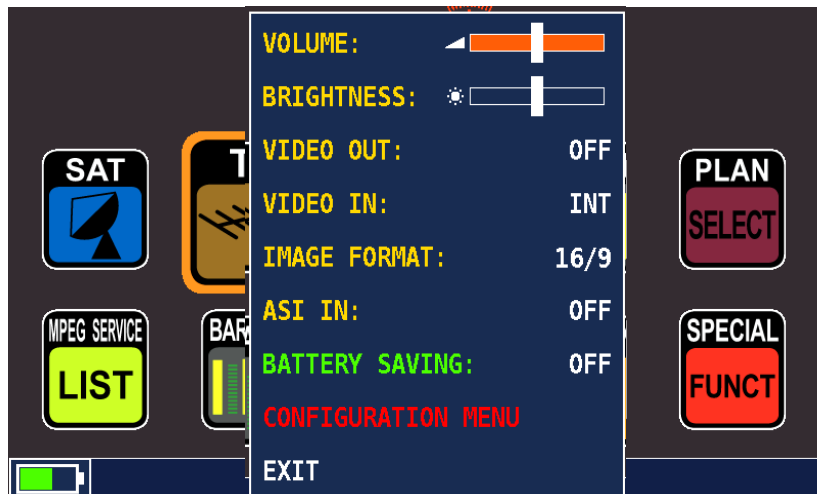 VOLUME:
BRIGHTNESS:
VIDEO OUT: OFF
VIDEO IN: INT
IMAGE FORMAT: 16/9
ASI IN: OFF
BATTERY SAVING: OFF
CONFIGURATION MENU
EXIT
SAT
PLAN
SELECT
MPEG SERVICE
LIST
BAR
SPECIAL
FUNCT